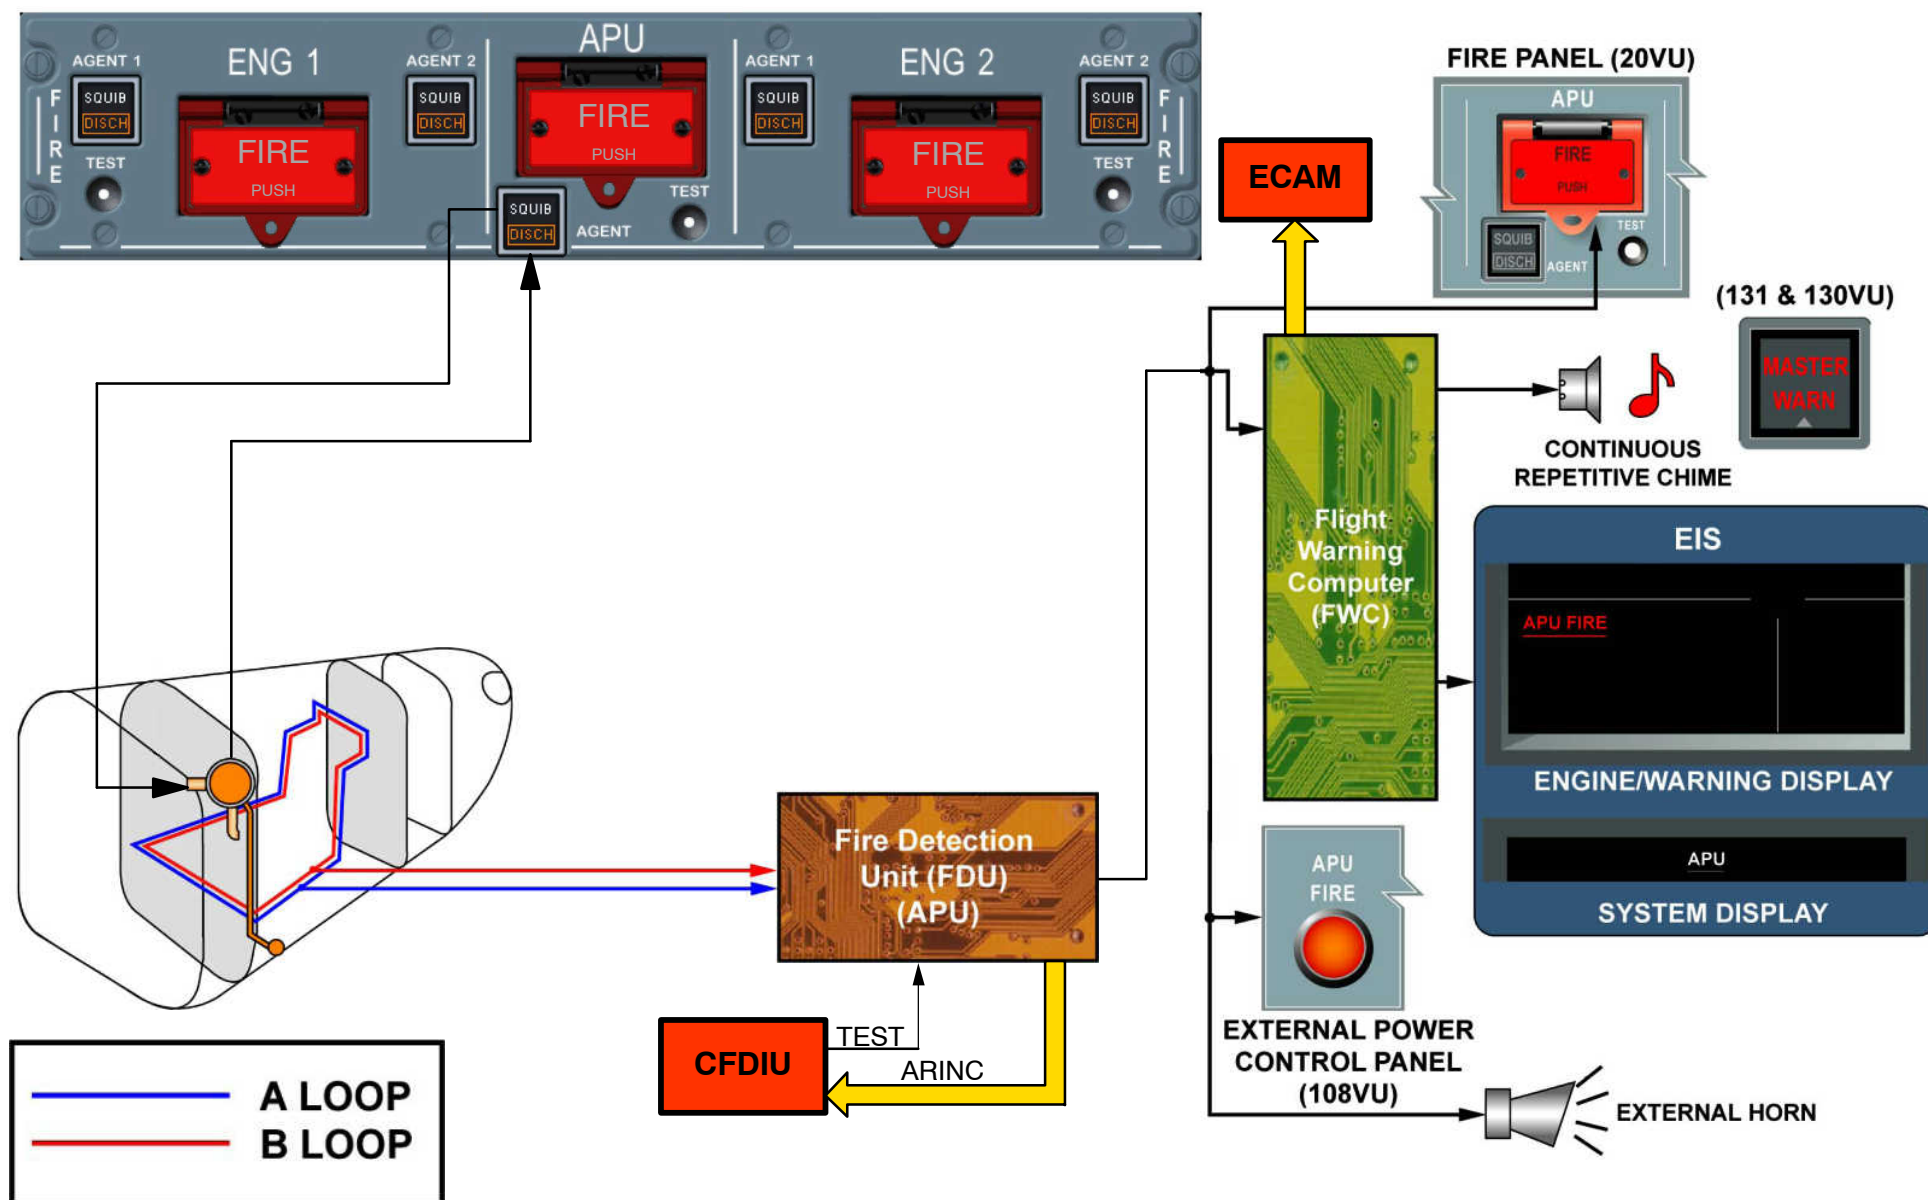 ENG 1
APU
ENG 2
AGENT 1
AGENT 2
AGENT 1
AGENT 2
SQUIB
DISCH
SQUIB
DISCH
SQUIB
DISCH
SQUIB
DISCH
FIRE
FIRE
TEST
TEST
TEST
FIRE
PUSH
FIRE
PUSH
FIRE
PUSH
SQUIB
DISCH
AGENT
ECAM
FIRE PANEL (20VU)
APU
FIRE
PUSH
SQUIB
DISCH
AGENT
TEST
(131 & 130VU)
MASTER
WARN
CONTINUOUS
REPETITIVE CHIME
Flight
Warning
Computer
(FWC)
EIS
APU FIRE
ENGINE/WARNING DISPLAY
APU
SYSTEM DISPLAY
Fire Detection
Unit (FDU)
(APU)
APU
FIRE
EXTERNAL POWER
CONTROL PANEL
(108VU)
CFDIU
TEST
ARINC
EXTERNAL HORN
A LOOP
B LOOP